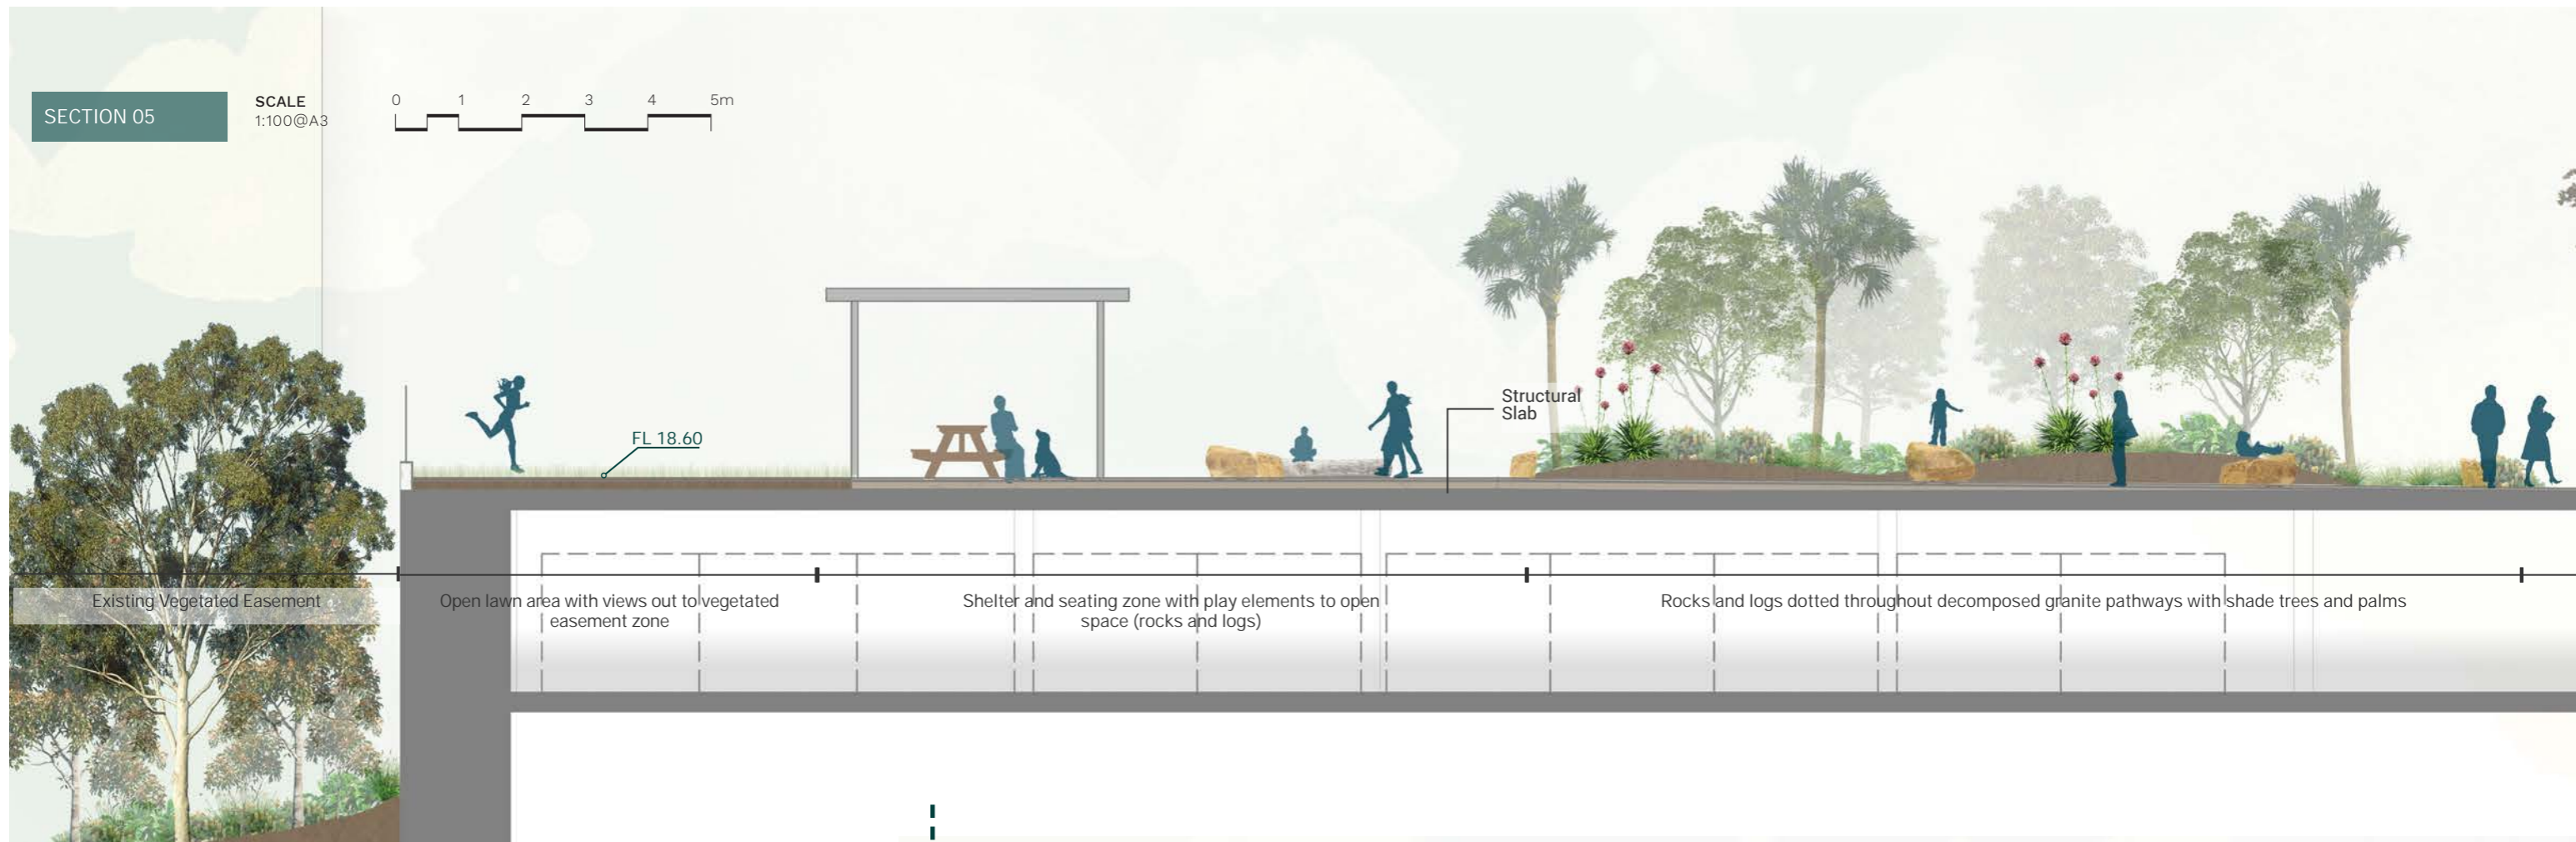 SECTION 05
SCALE
1:100@A3
0 1 2 3 4 5m
FL 18.60
Structural
Slab
Existing Vegetated Easement
Open lawn area with views out to vegetated
easement zone
Shelter and seating zone with play elements to open
space (rocks and logs)
Rocks and logs dotted throughout decomposed granite pathways with shade trees and palms